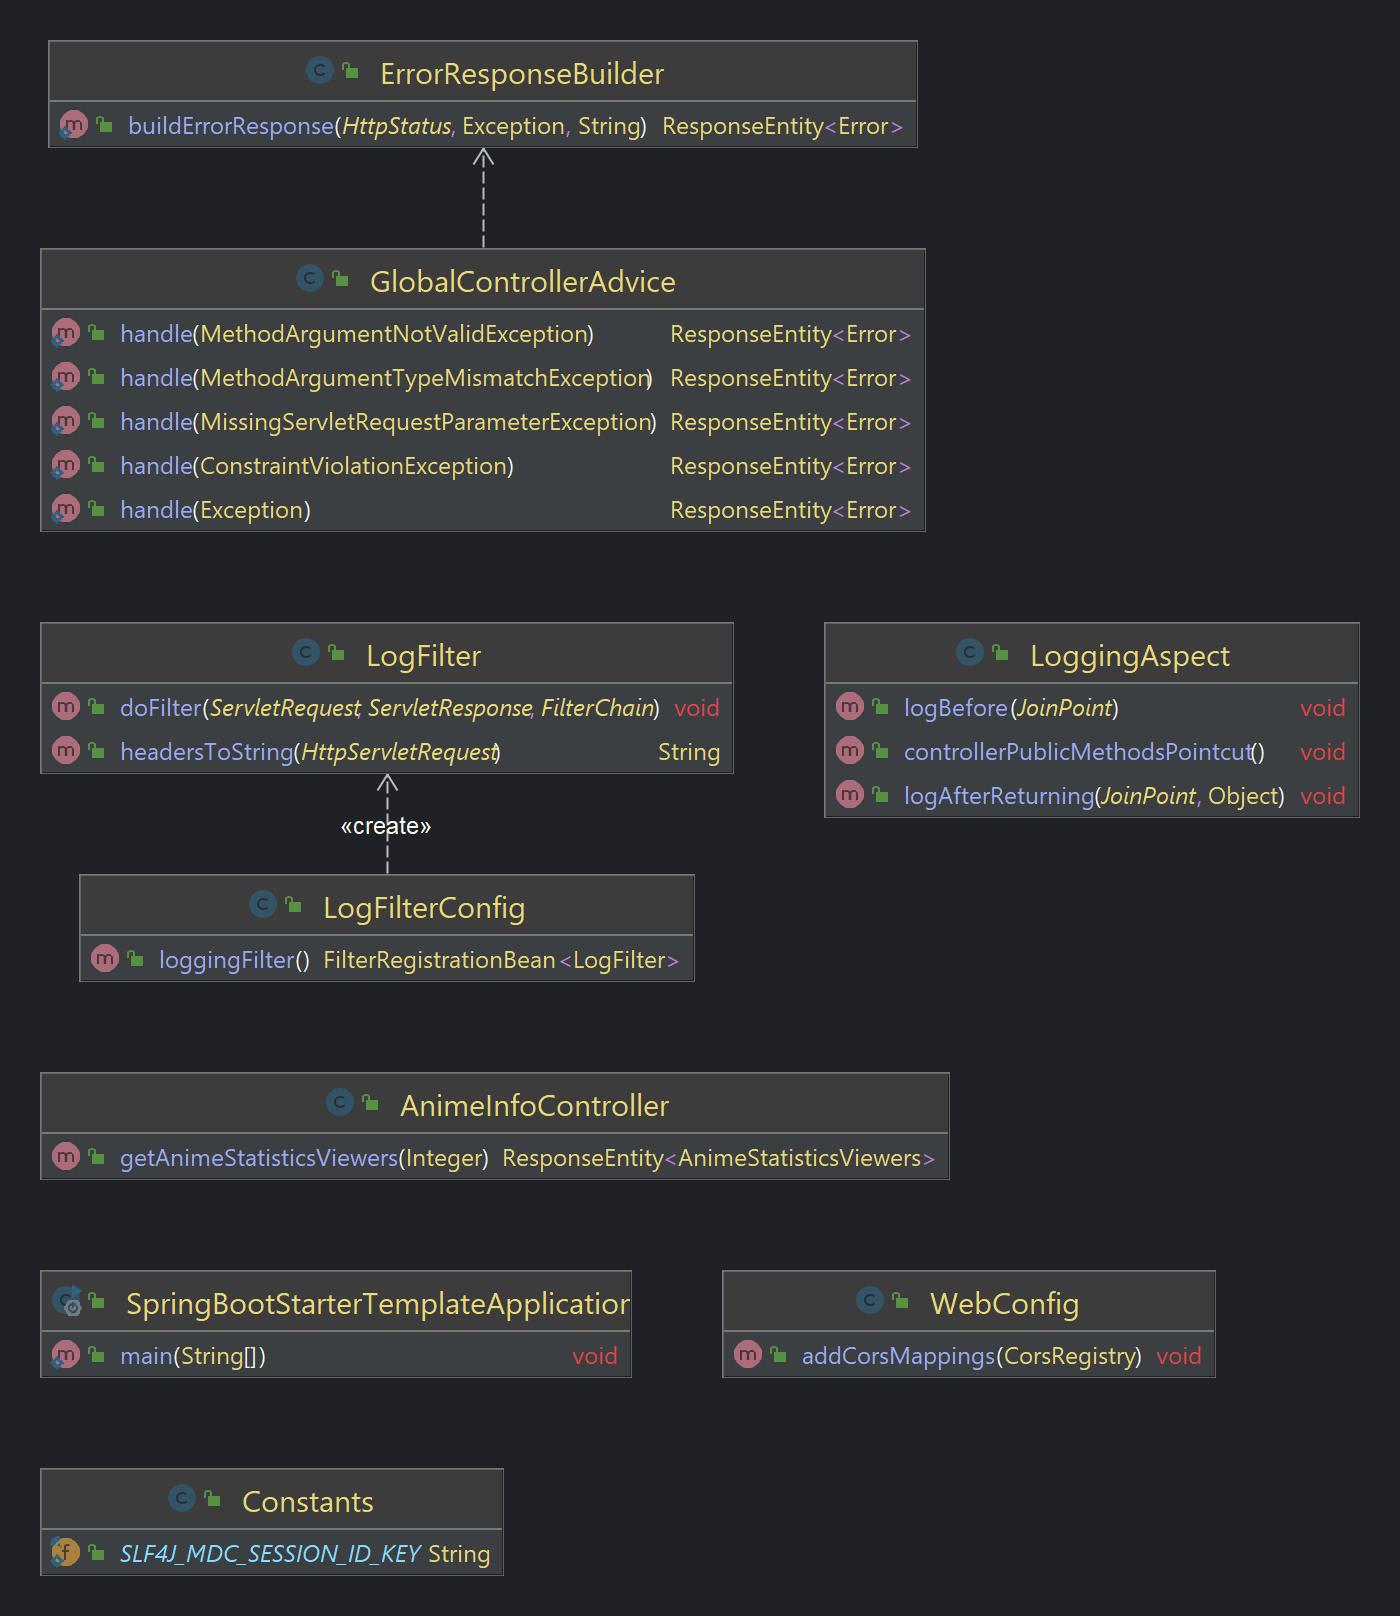 ErrorResponseBuilder
buildErrorResponse(HttpStatus, Exception, String) ResponseEntity<Error>
GlobalControllerAdvice
handle(MethodArgumentNotValidException) ResponseEntity<Error>
handle(MethodArgumentTypeMismatchException) ResponseEntity<Error>
handle(MissingServletRequestParameterException) ResponseEntity<Error>
handle(ConstraintViolationException) ResponseEntity<Error>
handle(Exception) ResponseEntity<Error>
LogFilter
doFilter(ServletRequest, ServletResponse, FilterChain) void
headersToString(HttpServletRequest) String
LoggingAspect
logBefore(JoinPoint) void
controllerPublicMethodsPointcut() void
logAfterReturning(JoinPoint, Object) void
«create»
LogFilterConfig
loggingFilter() FilterRegistrationBean<LogFilter>
AnimeInfoController
getAnimeStatisticsViewers(Integer) ResponseEntity<AnimeStatisticsViewers>
SpringBootStarterTemplateApplication
main(String[]) void
WebConfig
addCorsMappings(CorsRegistry) void
Constants
SLF4J_MDC_SESSION_ID_KEY String